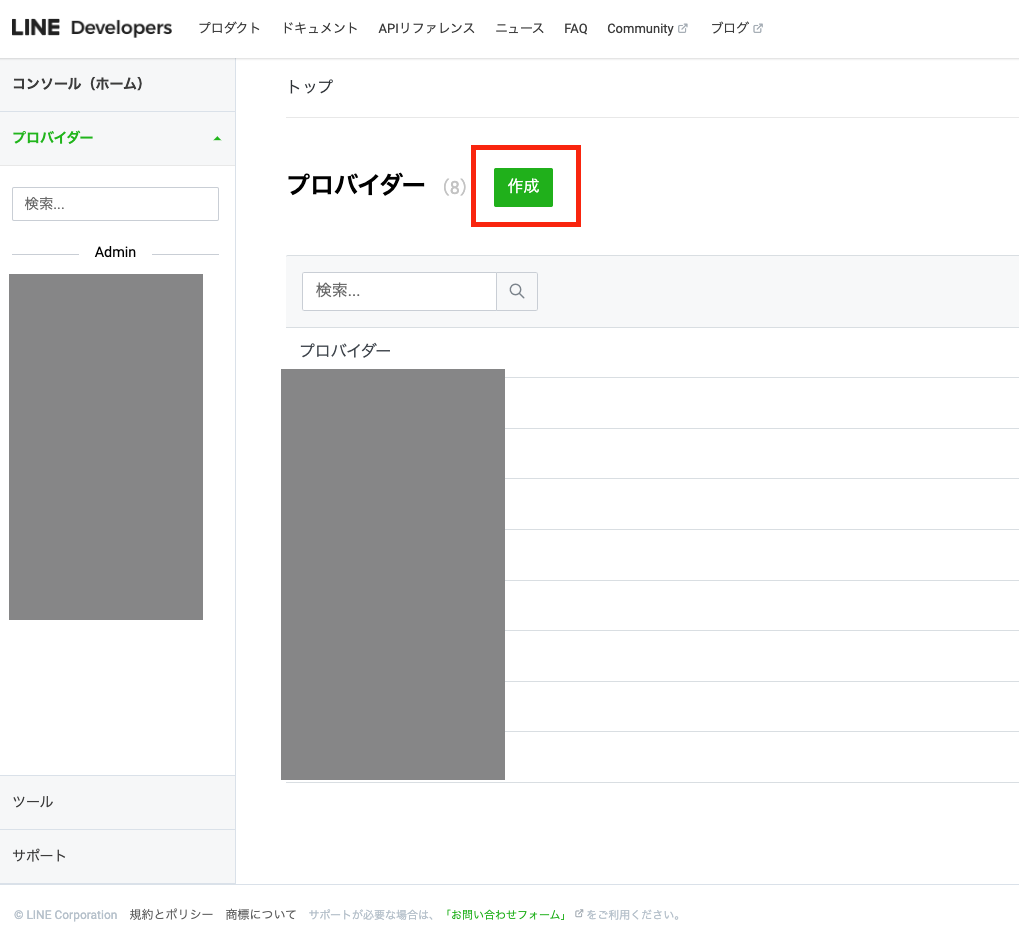 LINE Developers プロダクト ドキュメント APIリファレンス ニュース FAQ Community ブログ
コンソール（ホーム）
プロバイダー
検索...
Admin
ツール
サポート
トップ
プロバイダー (8) 作成
検索...
プロバイダー
© LINE Corporation 規約とポリシー 商標について サポートが必要な場合は、「お問い合わせフォーム」 をご利用ください。